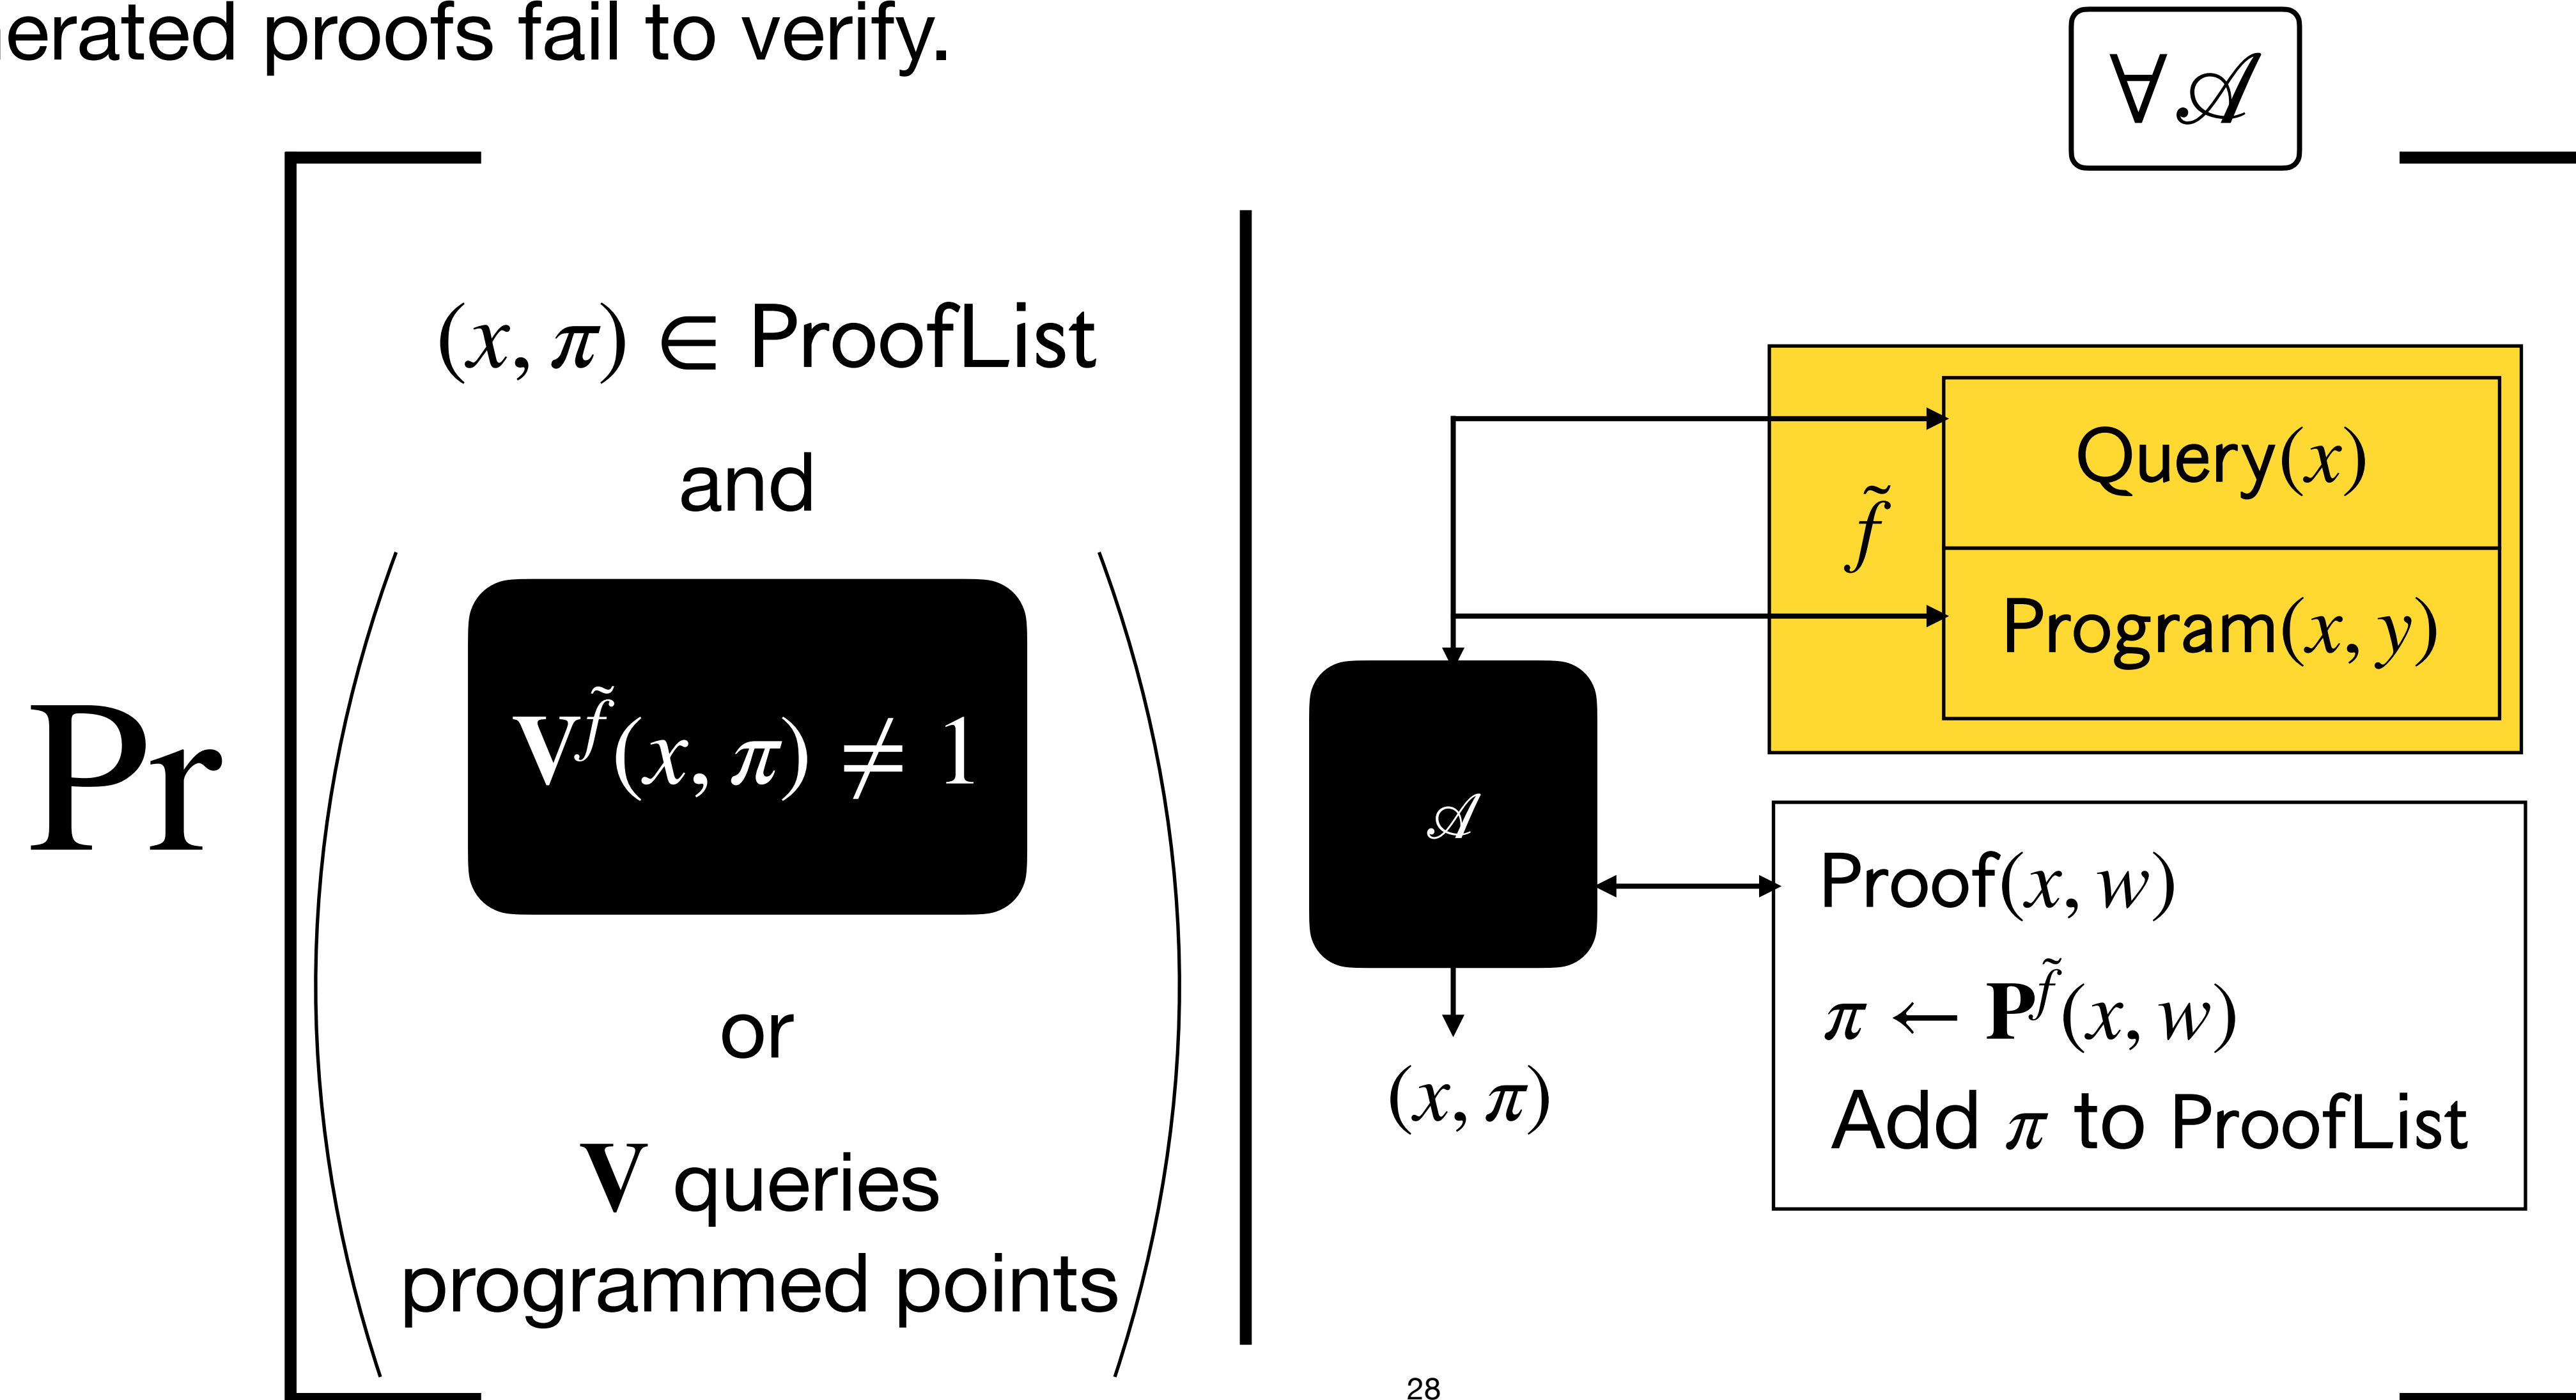 erated proofs fail to verify.
∀𝒜
Pr
(x, π) ∈ ProofList
and
V^f̃(x, π) ≠ 1
or
V queries
programmed points
f̃
Query(x)
Program(x, y)
𝒜
(x, π)
Proof(x, w)
π ← P^f̃(x, w)
Add π to ProofList
28